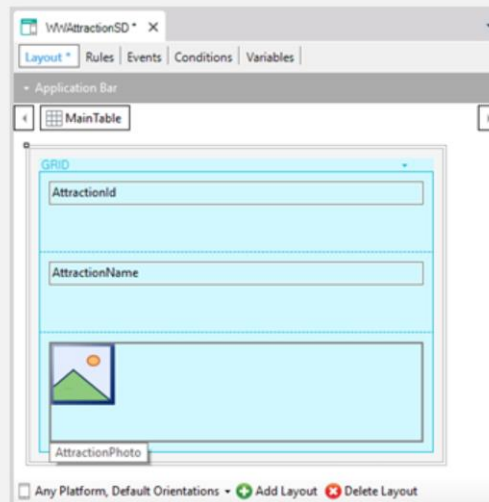 WWAttractionSD *
Layout * Rules Events Conditions Variables
Application Bar
MainTable
GRID
AttractionId
AttractionName
AttractionPhoto
Any Platform, Default Orientations Add Layout Delete Layout